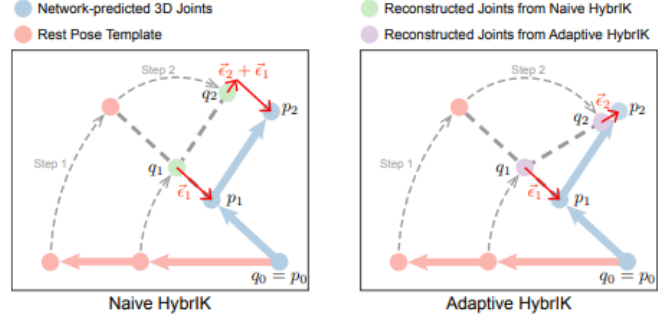 Network-predicted 3D Joints
Rest Pose Template
Reconstructed Joints from Naive HybrIK
Reconstructed Joints from Adaptive HybrIK
Step 2
Step 1
q₂
ϵ⃗₂ + ϵ⃗₁
p₂
q₁
ϵ⃗₁
p₁
q₀ = p₀
Naive HybrIK
Step 2
Step 1
q₂
ϵ⃗₂
p₂
q₁
ϵ⃗₁
p₁
q₀ = p₀
Adaptive HybrIK